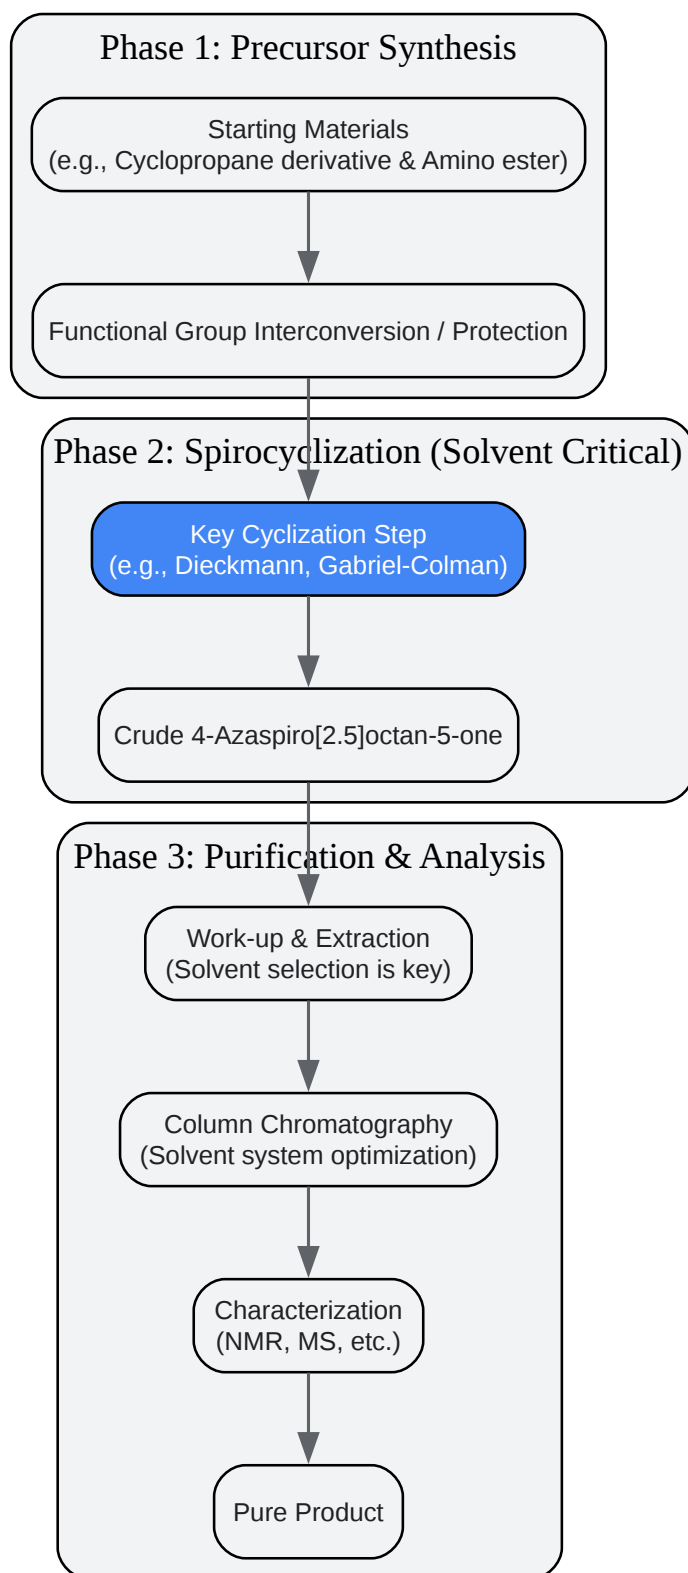 Phase 1: Precursor Synthesis
Starting Materials
(e.g., Cyclopropane derivative & Amino ester)
Functional Group Interconversion / Protection
Phase 2: Spirocyclization (Solvent Critical)
Key Cyclization Step
(e.g., Dieckmann, Gabriel-Colman)
Crude 4-Azaspiro[2.5]octan-5-one
Phase 3: Purification & Analysis
Work-up & Extraction
(Solvent selection is key)
Column Chromatography
(Solvent system optimization)
Characterization
(NMR, MS, etc.)
Pure Product